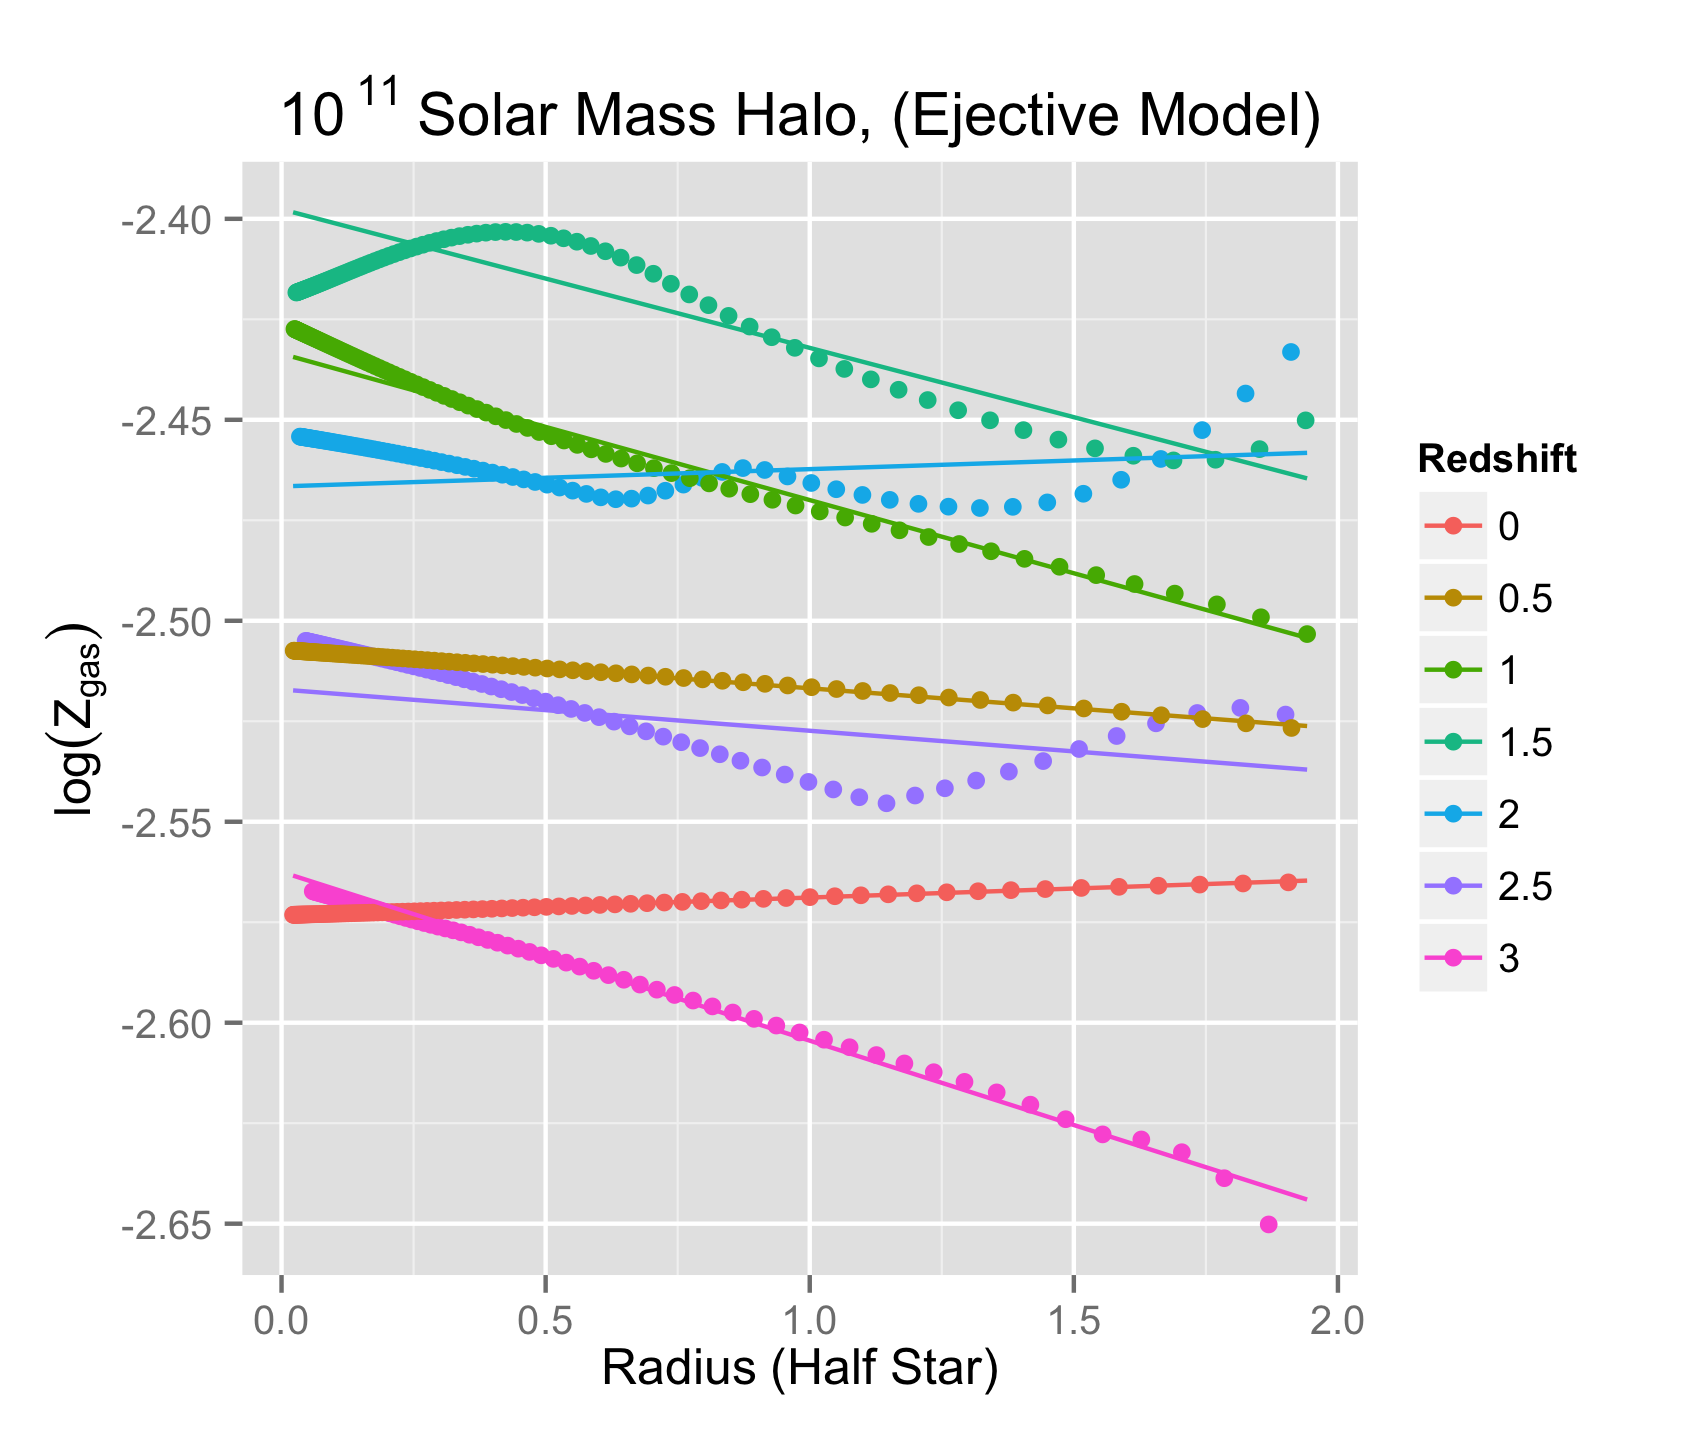 10 11 Solar Mass Halo, (Ejective Model)
-2.40
-2.45
-2.50
-2.55
-2.60
-2.65
log(Zgas)
0.0 0.5 1.0 1.5 2.0
Radius (Half Star)
Redshift
0
0.5
1
1.5
2
2.5
3